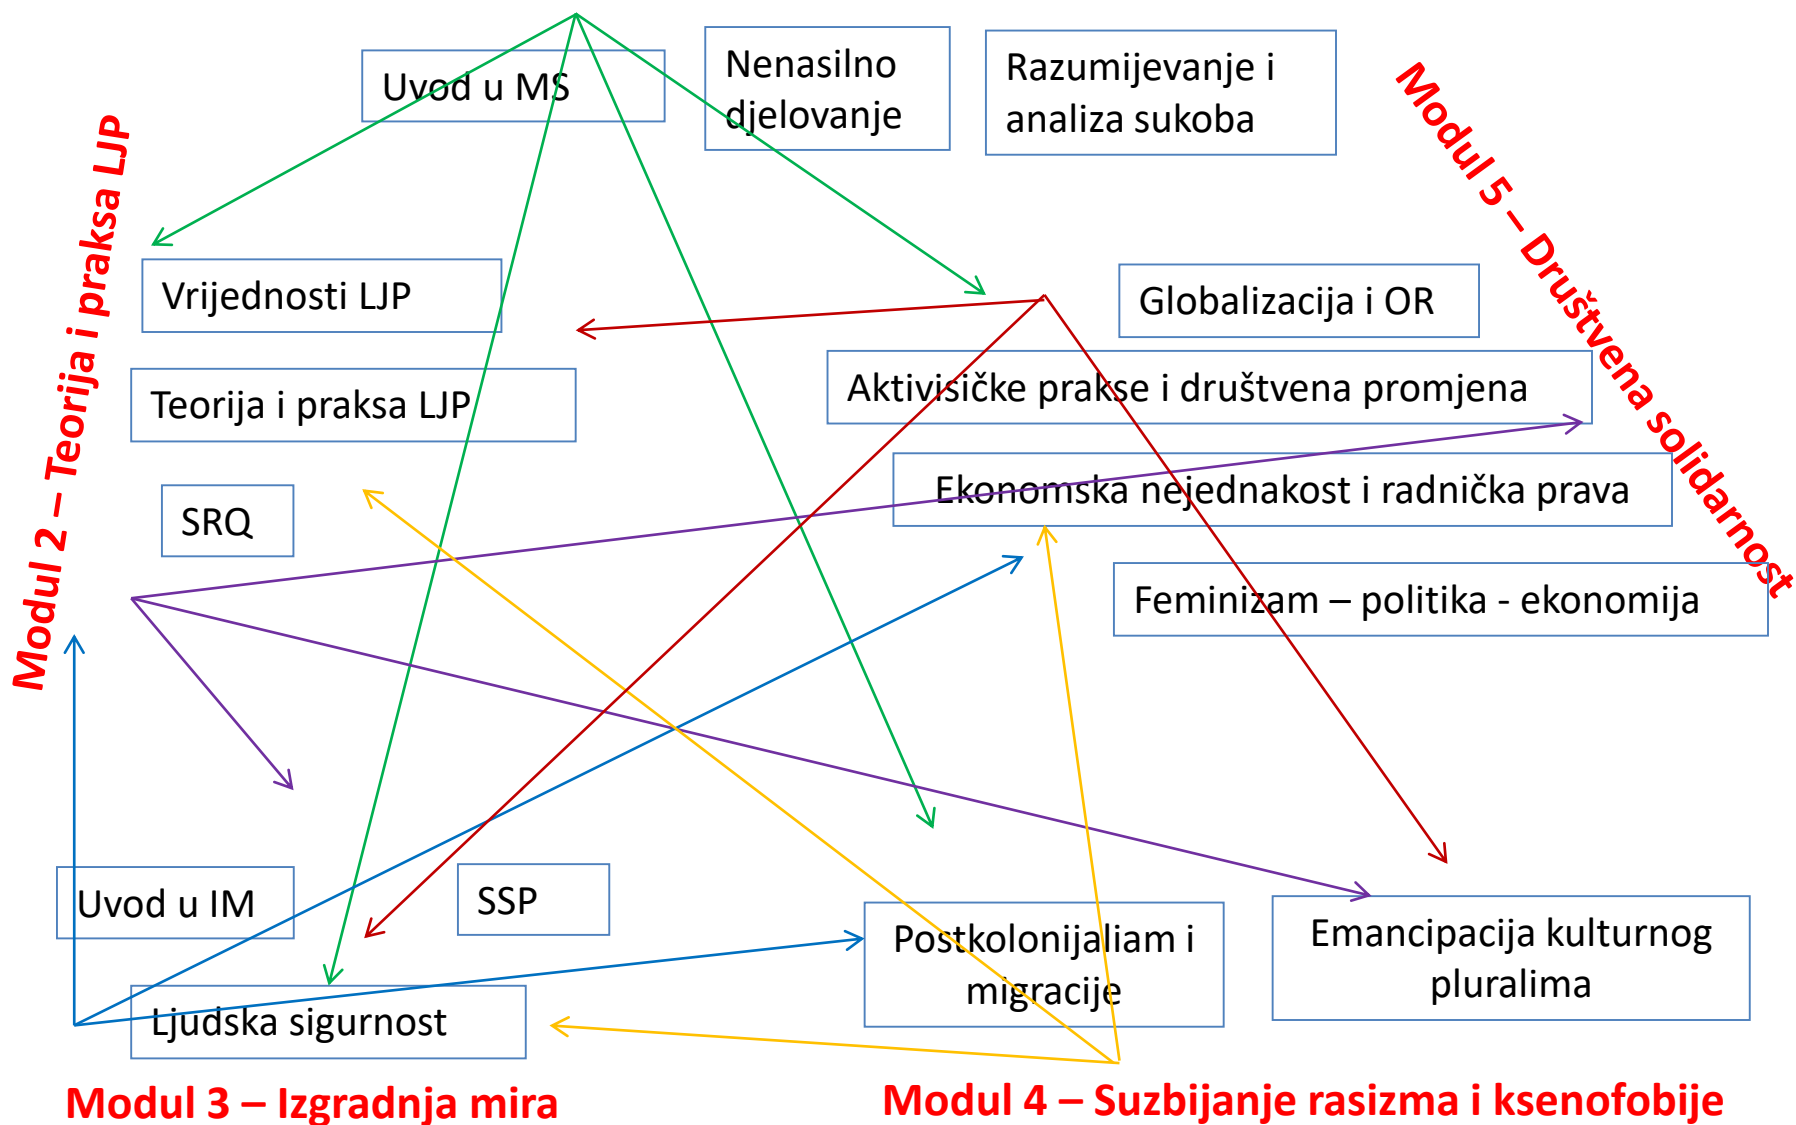 Uvod u MS
Nenasilno
djelovanje
Razumijevanje i
analiza sukoba
Modul 2 – Teorija i praksa LJP
Modul 5 – Društvena solidarnost
Vrijednosti LJP
Teorija i praksa LJP
SRQ
Globalizacija i OR
Aktivisičke prakse i društvena promjena
Ekonomska nejednakost i radnička prava
Feminizam – politika - ekonomija
Uvod u IM
SSP
Ljudska sigurnost
Postkolonijaliam i
migracije
Emancipacija kulturnog
pluralima
Modul 3 – Izgradnja mira
Modul 4 – Suzbijanje rasizma i ksenofobije